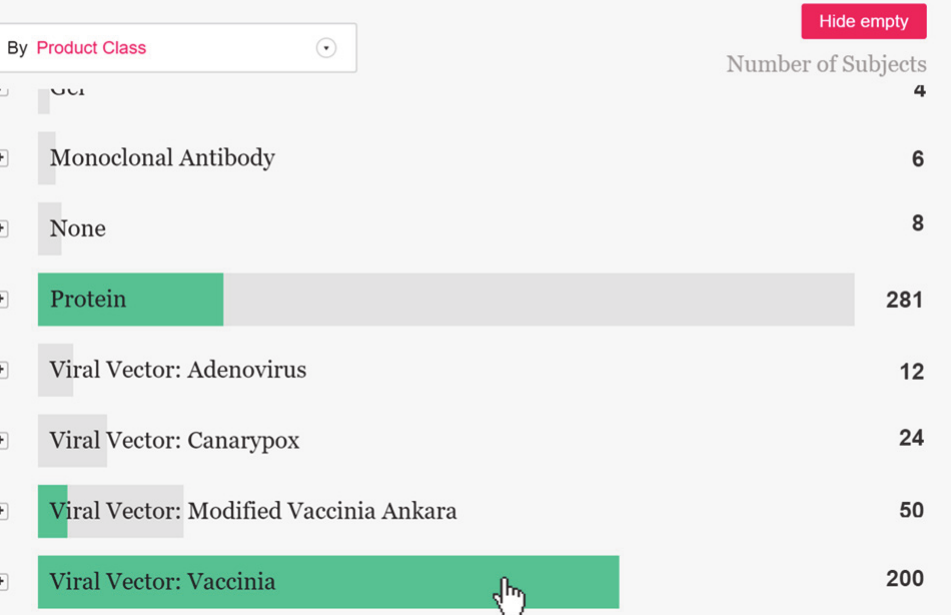 Hide empty
By Product Class
Number of Subjects
Gel 4
Monoclonal Antibody 6
None 8
Protein 281
Viral Vector: Adenovirus 12
Viral Vector: Canarypox 24
Viral Vector: Modified Vaccinia Ankara 50
Viral Vector: Vaccinia 200